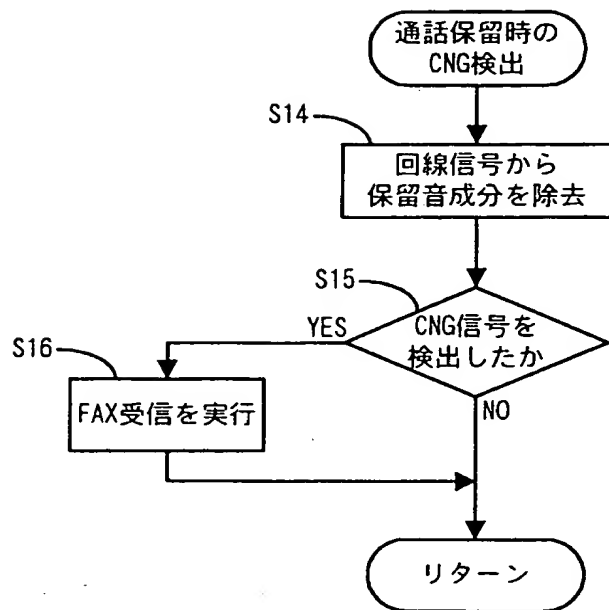 通話保留時の
CNG検出
S14
回線信号から
保留音成分を除去
S15
CNG信号を
検出したか
YES
NO
S16
FAX受信を実行
リターン